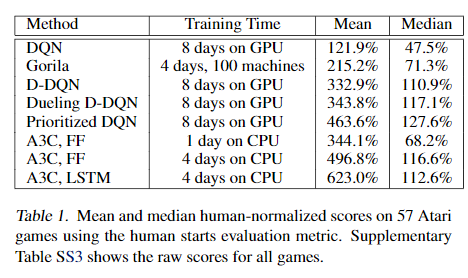 Method Training Time Mean Median
DQN 8 days on GPU 121.9% 47.5%
Gorila 4 days, 100 machines 215.2% 71.3%
D-DQN 8 days on GPU 332.9% 110.9%
Dueling D-DQN 8 days on GPU 343.8% 117.1%
Prioritized DQN 8 days on GPU 463.6% 127.6%
A3C, FF 1 day on CPU 344.1% 68.2%
A3C, FF 4 days on CPU 496.8% 116.6%
A3C, LSTM 4 days on CPU 623.0% 112.6%
Table 1. Mean and median human-normalized scores on 57 Atari
games using the human starts evaluation metric. Supplementary
Table SS3 shows the raw scores for all games.